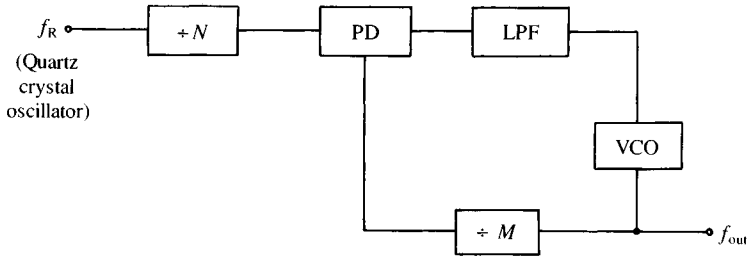 f_R
÷ N
PD
LPF
(Quartz
crystal
oscillator)
VCO
÷ M
f_out